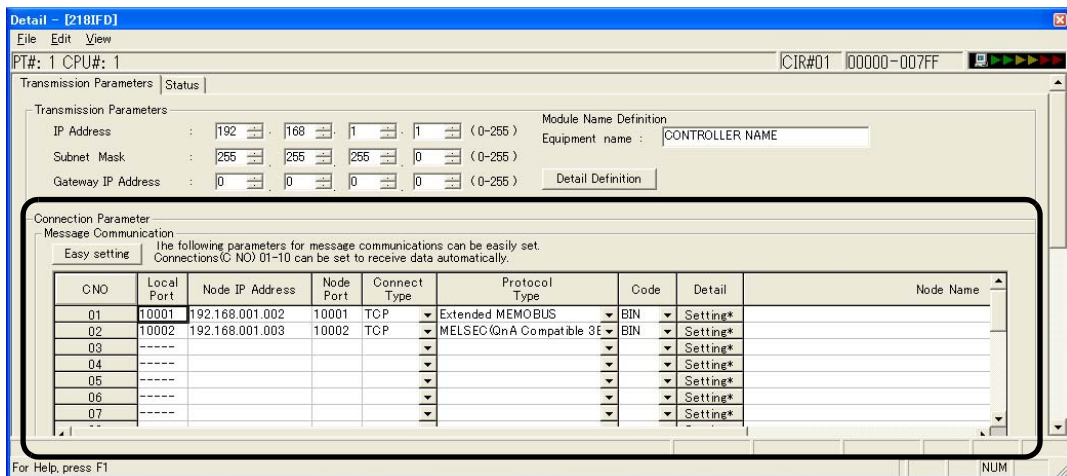 Detail - [218IFD]
File Edit View
PT#: 1 CPU#: 1 CIR#01 00000-007FF
Transmission Parameters Status
Transmission Parameters
Module Name Definition
IP Address : 192 . 168 . 1 . 1 (0-255)
Equipment name : CONTROLLER NAME
Subnet Mask : 255 . 255 . 255 . 0 (0-255)
Gateway IP Address : 0 . 0 . 0 . 0 (0-255) Detail Definition
Connection Parameter
Message Communication
Easy setting
The following parameters for message communications can be easily set.
Connections(C NO) 01-10 can be set to receive data automatically.
CNO Local Port Node IP Address Node Port Connect Type Protocol Type Code Detail Node Name
01 10001 192.168.001.002 10001 TCP Extended MEMOBUS BIN Setting*
02 10002 192.168.001.003 10002 TCP MELSEC(QnA Compatible 3E BIN Setting*
03 ----- Setting*
04 ----- Setting*
05 ----- Setting*
06 ----- Setting*
07 ----- Setting*
For Help, press F1 NUM